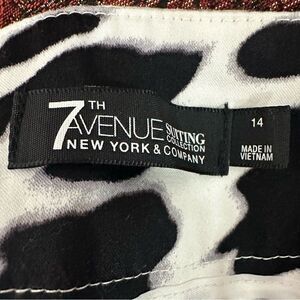 7TH
AVENUE SUITING COLLECTION
NEW YORK & COMPANY
14
MADE IN
VIETNAM